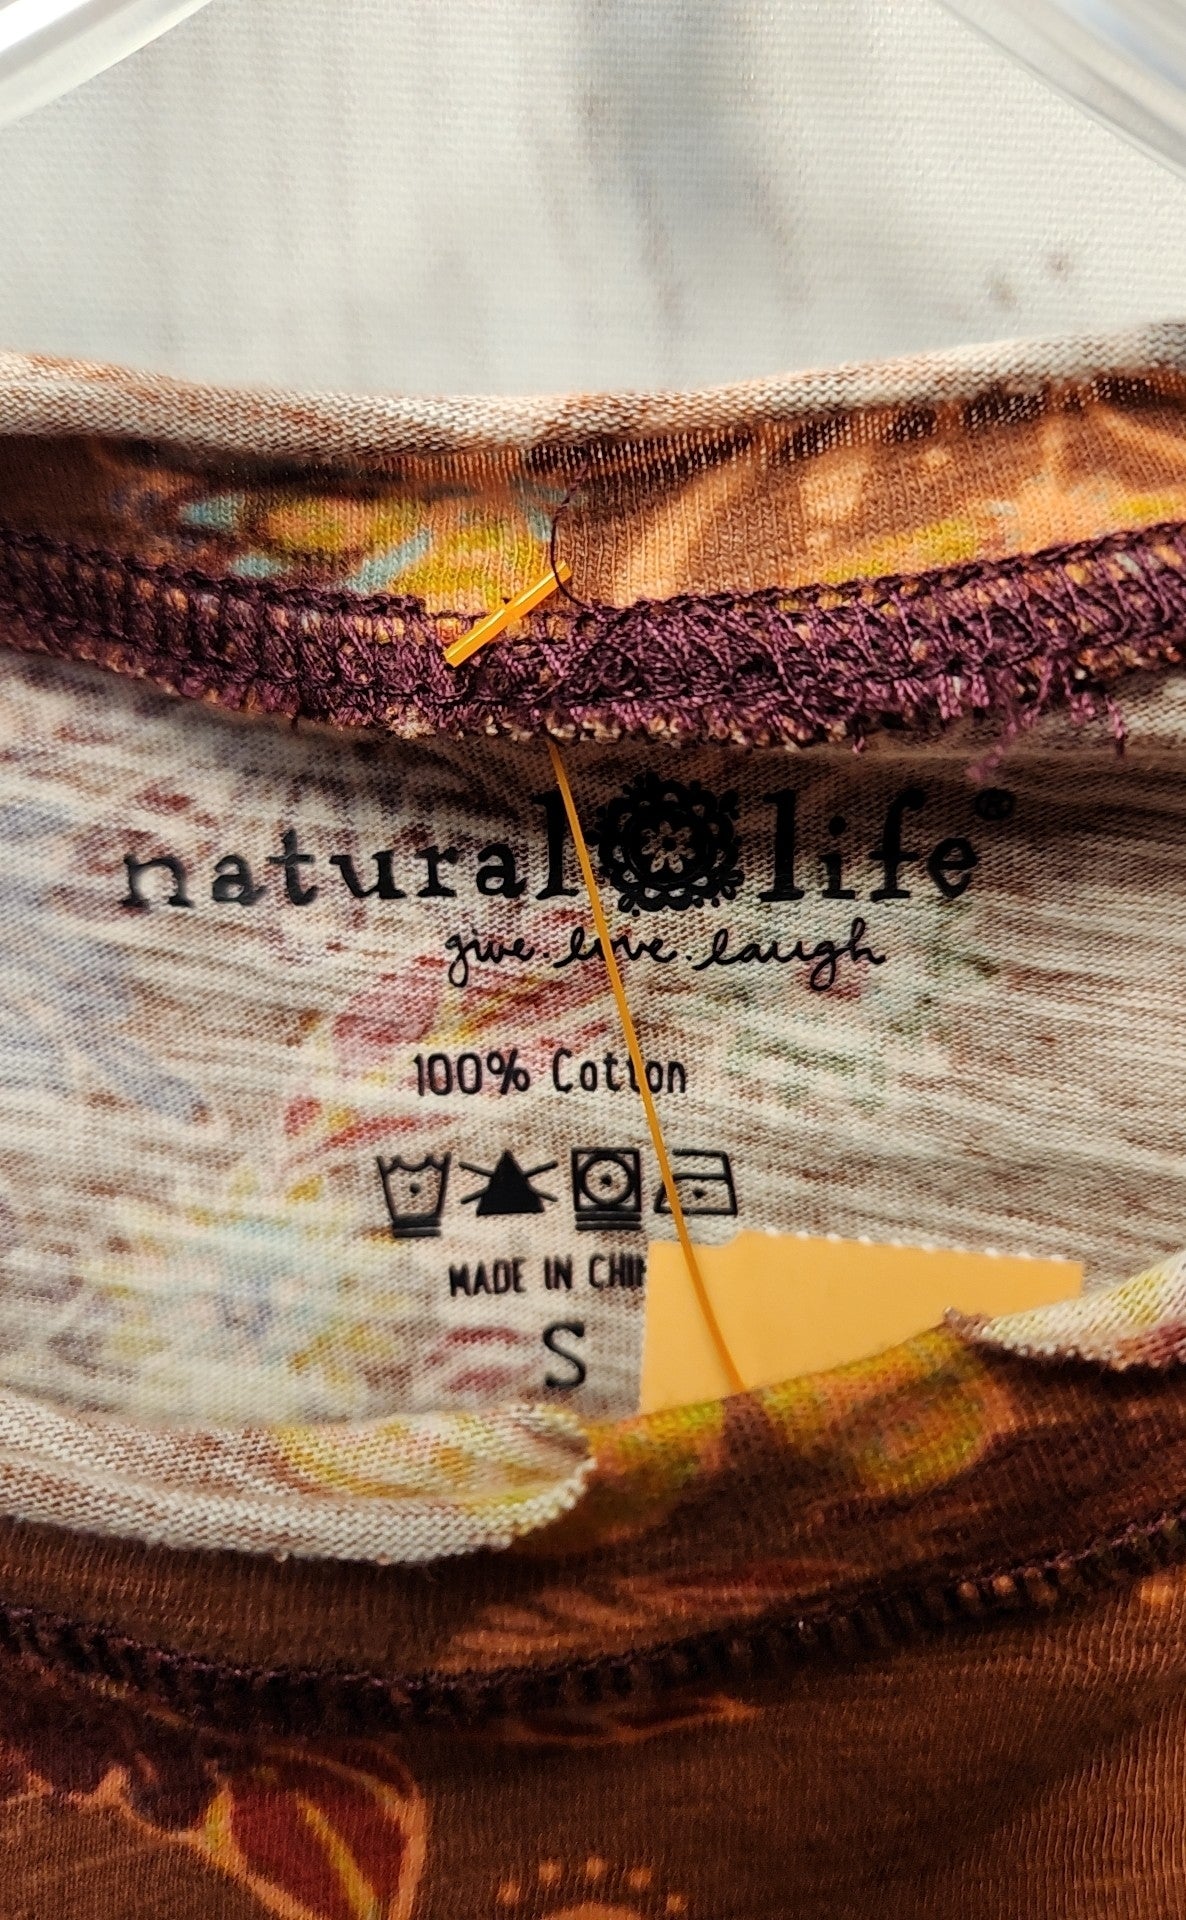 natural life®
give. love. laugh
100% Cotton
MADE IN CHIN
S